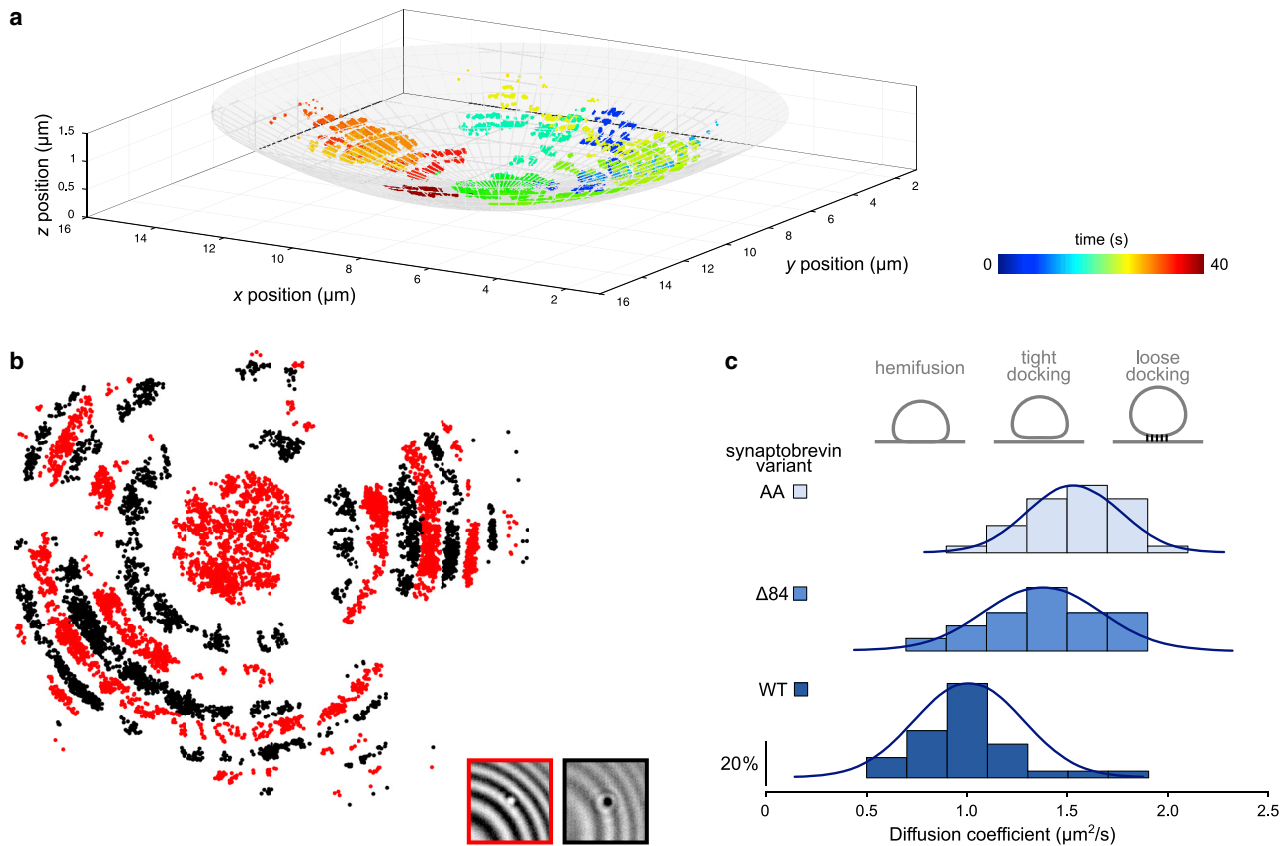 a
z position (µm)
1.5
1
0.5
0
16
14
12
10
8
6
4
2
x position (µm)
16
14
12
10
8
6
4
2
y position (µm)
time (s)
0
40
b
c
hemifusion
tight
docking
loose
docking
synaptobrevin
variant
AA
Δ84
WT
20%
0
0.5
1.0
1.5
2.0
2.5
Diffusion coefficient (µm²/s)